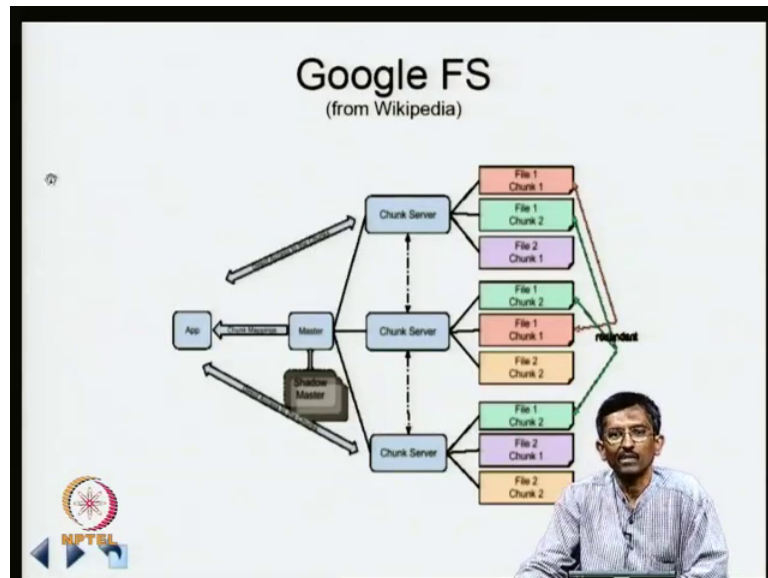 Google FS
(from Wikipedia)
File 1
Chunk 1
Chunk Server
File 1
Chunk 2
File 2
Chunk 1
App
Chunk Mappings
Master
Shadow
Master
Chunk Server
File 1
Chunk 2
File 1
Chunk 1
File 2
Chunk 2
redundant
Chunk Server
File 1
Chunk 2
File 2
Chunk 1
File 2
Chunk 2
NPTEL